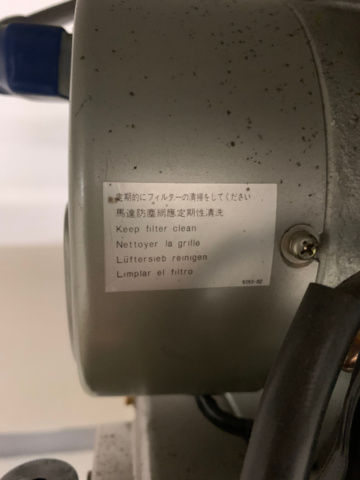 定期的にフィルターの清掃をしてください
馬達防塵網應定期性清洗
Keep filter clean
Nettoyer la grille
Lüftersieb reinigen
Limpiar el filtro